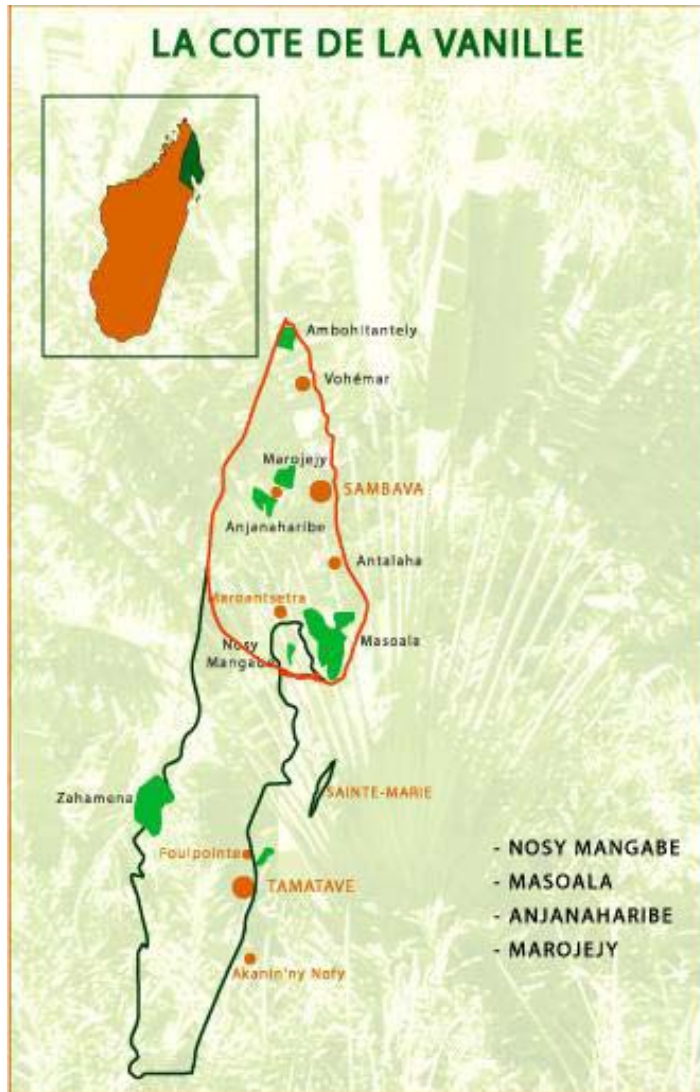 LA COTE DE LA VANILLE
Ambohitantely
Vohémar
Marojejy
SAMBAVA
Anjanaharibe
Antalaha
Maroantsetra
Masoala
Nosy
Mangabe
Zahamena
SAINTE-MARIE
Foulpointe
TAMATAVE
Akanin'ny Nofy
- NOSY MANGABE
- MASOALA
- ANJANAHARIBE
- MAROJEJY